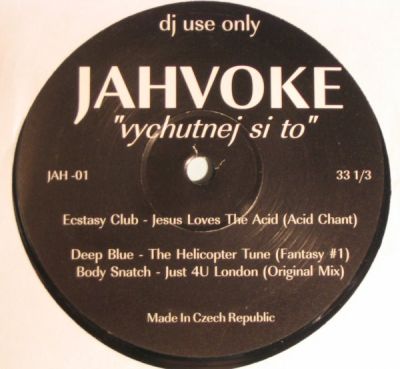 dj use only
JAHVOKE
"vychutnej si to"
JAH -01 33 1/3
Ecstasy Club - Jesus Loves The Acid (Acid Chant)
Deep Blue - The Helicopter Tune (Fantasy #1)
Body Snatch - Just 4U London (Original Mix)
Made In Czech Republic